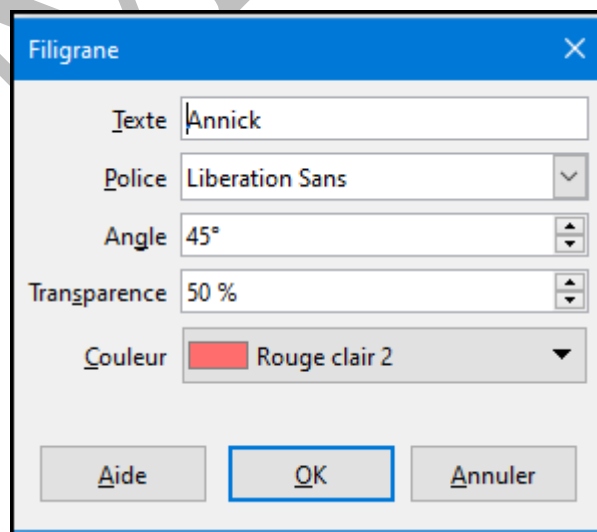 Filigrane
Texte Annick
Police Liberation Sans
Angle 45°
Transparence 50 %
Couleur Rouge clair 2
Aide OK Annuler